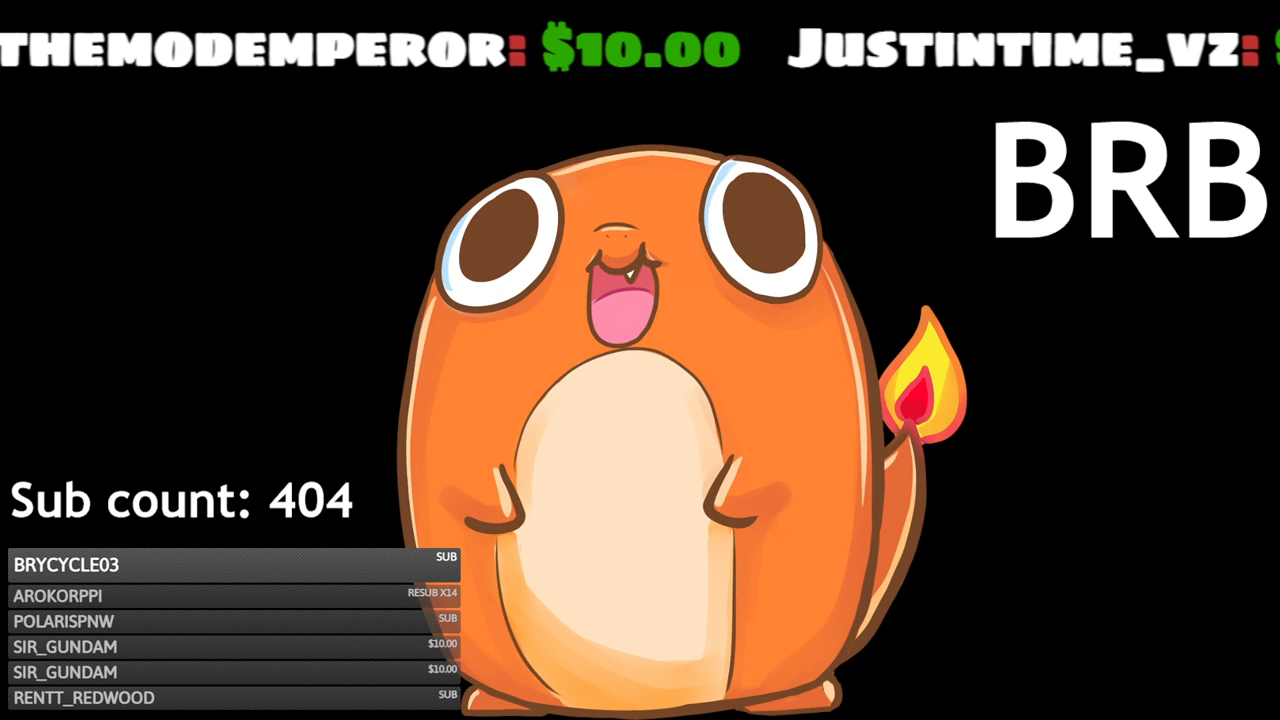 THEMODEMPEROR: $10.00 JUSTINTIME_VZ:
BRB
Sub count: 404
BRYCYCLE03 SUB
AROKORPPI RESUB X14
POLARISPNW SUB
SIR_GUNDAM $10.00
SIR_GUNDAM $10.00
RENTT_REDWOOD SUB